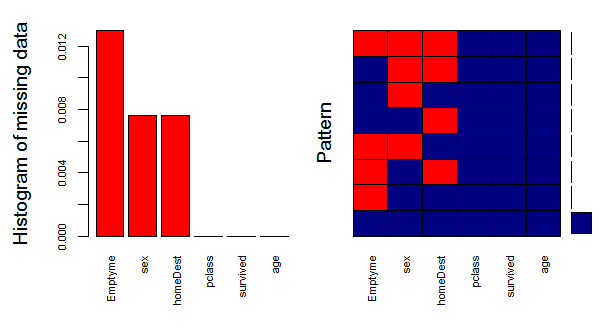 Histogram of missing data
0.012
0.008
0.004
0.000
Emptyme
sex
homeDest
pclass
survived
age
Pattern
Emptyme
sex
homeDest
pclass
survived
age